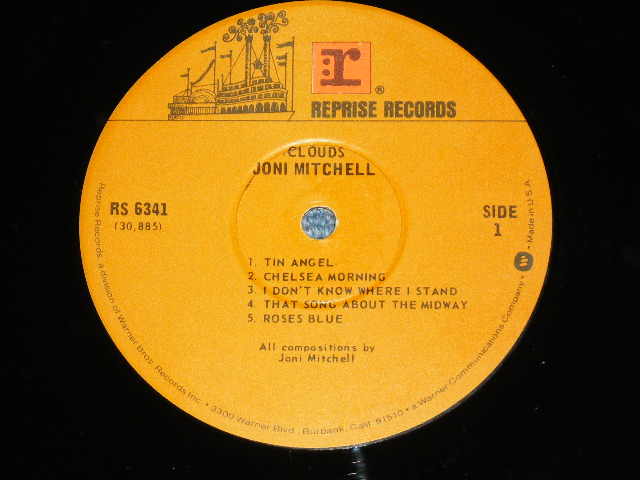 r
®
REPRISE RECORDS
CLOUDS
JONI MITCHELL
RS 6341
(30,885)
SIDE
1
1. TIN ANGEL
2. CHELSEA MORNING
3. I DON'T KNOW WHERE I STAND
4. THAT SONG ABOUT THE MIDWAY
5. ROSES BLUE
All compositions by
Joni Mitchell
Reprise Records, a division of Warner Bros. Records Inc. • 3300 Warner Blvd., Burbank, Calif. 91510 • a Warner Communications Company • W • Made in U.S.A.